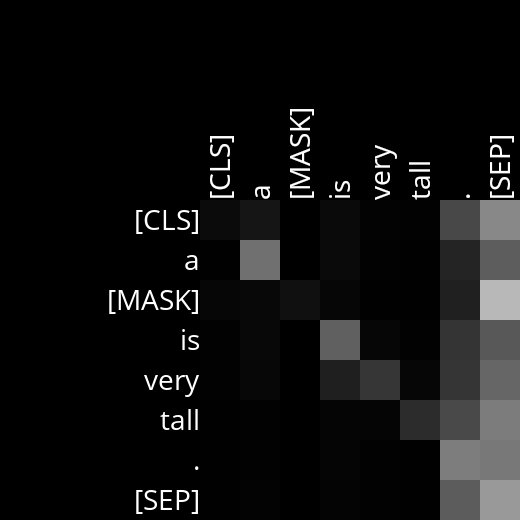 [CLS] a [MASK] is very tall . [SEP]
[CLS]
a
[MASK]
is
very
tall
.
[SEP]